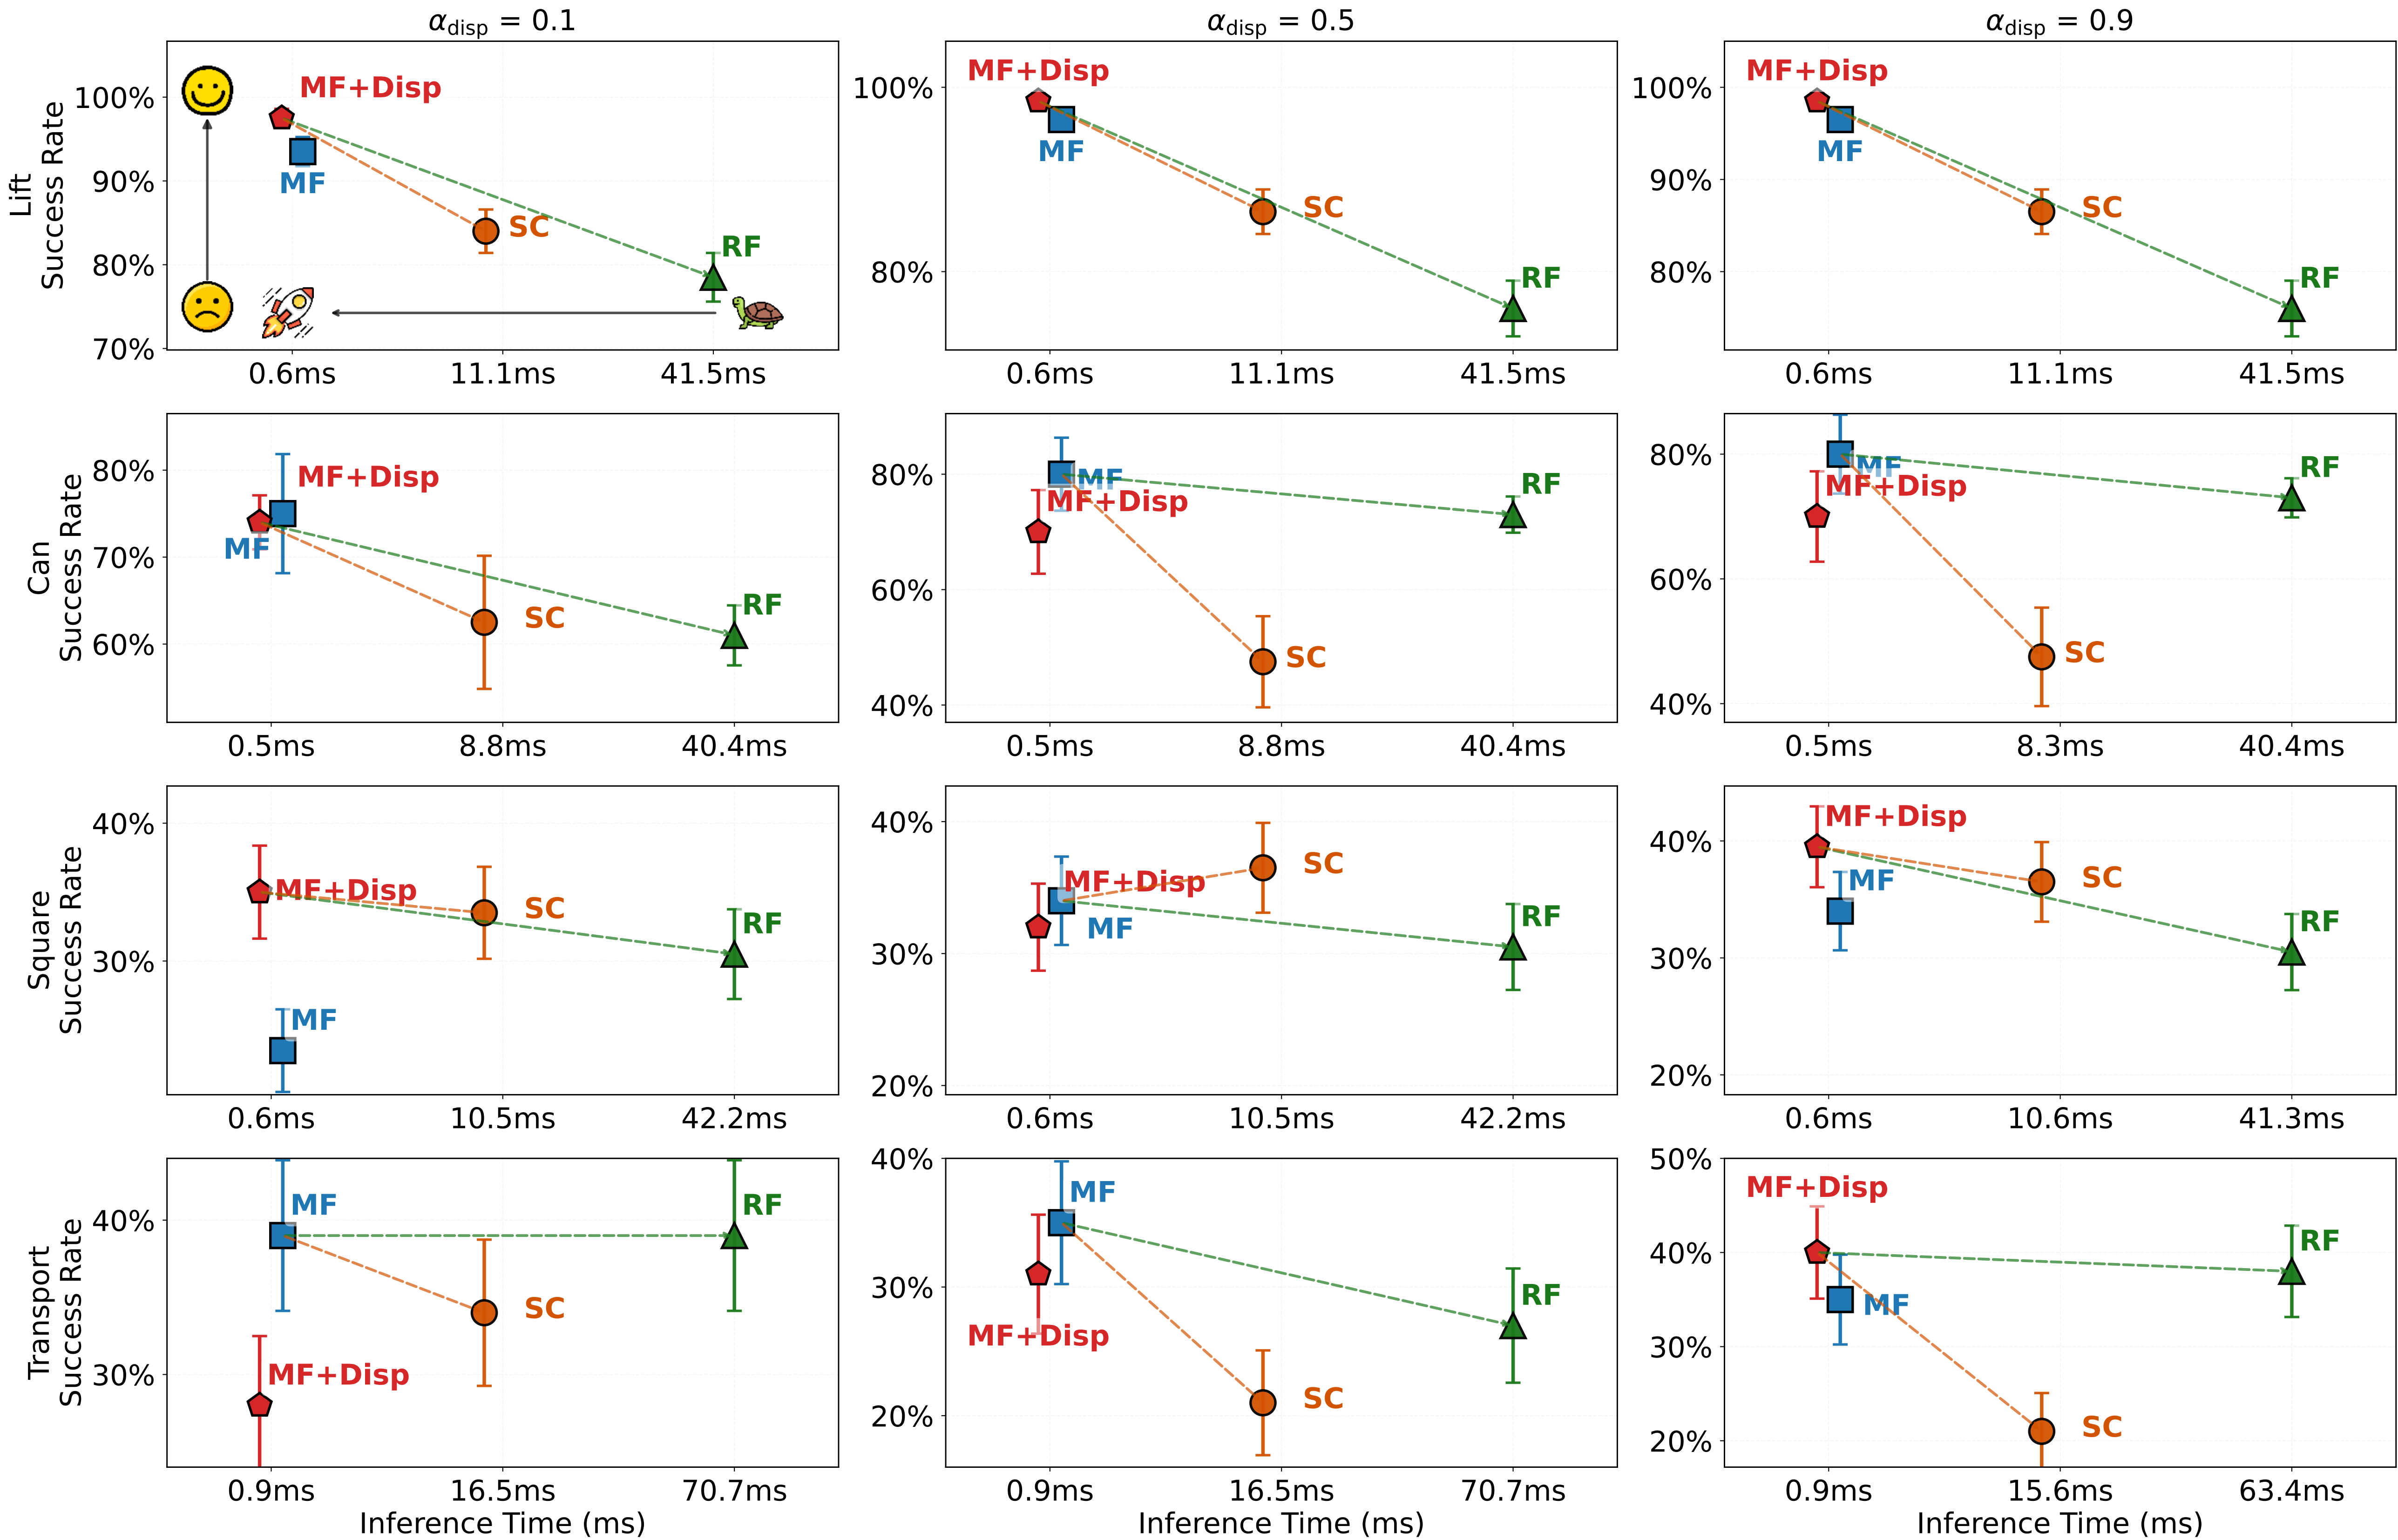 α_disp = 0.1
α_disp = 0.5
α_disp = 0.9
Lift
Success Rate
100%
90%
80%
70%
MF+Disp
MF
SC
RF
0.6ms
11.1ms
41.5ms
100%
90%
80%
MF+Disp
MF
SC
RF
0.6ms
11.1ms
41.5ms
100%
90%
80%
MF+Disp
MF
SC
RF
0.6ms
11.1ms
41.5ms
Can
Success Rate
80%
70%
60%
MF+Disp
MF
SC
RF
0.5ms
8.8ms
40.4ms
80%
60%
40%
MF
MF+Disp
RF
SC
0.5ms
8.8ms
40.4ms
80%
60%
40%
MF
MF+Disp
RF
SC
0.5ms
8.3ms
40.4ms
Square
Success Rate
40%
30%
MF+Disp
SC
RF
MF
0.6ms
10.5ms
42.2ms
40%
30%
20%
MF+Disp
SC
RF
MF
0.6ms
10.5ms
42.2ms
40%
30%
20%
MF+Disp
MF
SC
RF
0.6ms
10.6ms
41.3ms
Transport
Success Rate
40%
30%
MF
RF
SC
MF+Disp
0.9ms
16.5ms
70.7ms
Inference Time (ms)
40%
30%
20%
MF
RF
MF+Disp
SC
0.9ms
16.5ms
70.7ms
Inference Time (ms)
50%
40%
30%
20%
MF+Disp
RF
MF
SC
0.9ms
15.6ms
63.4ms
Inference Time (ms)